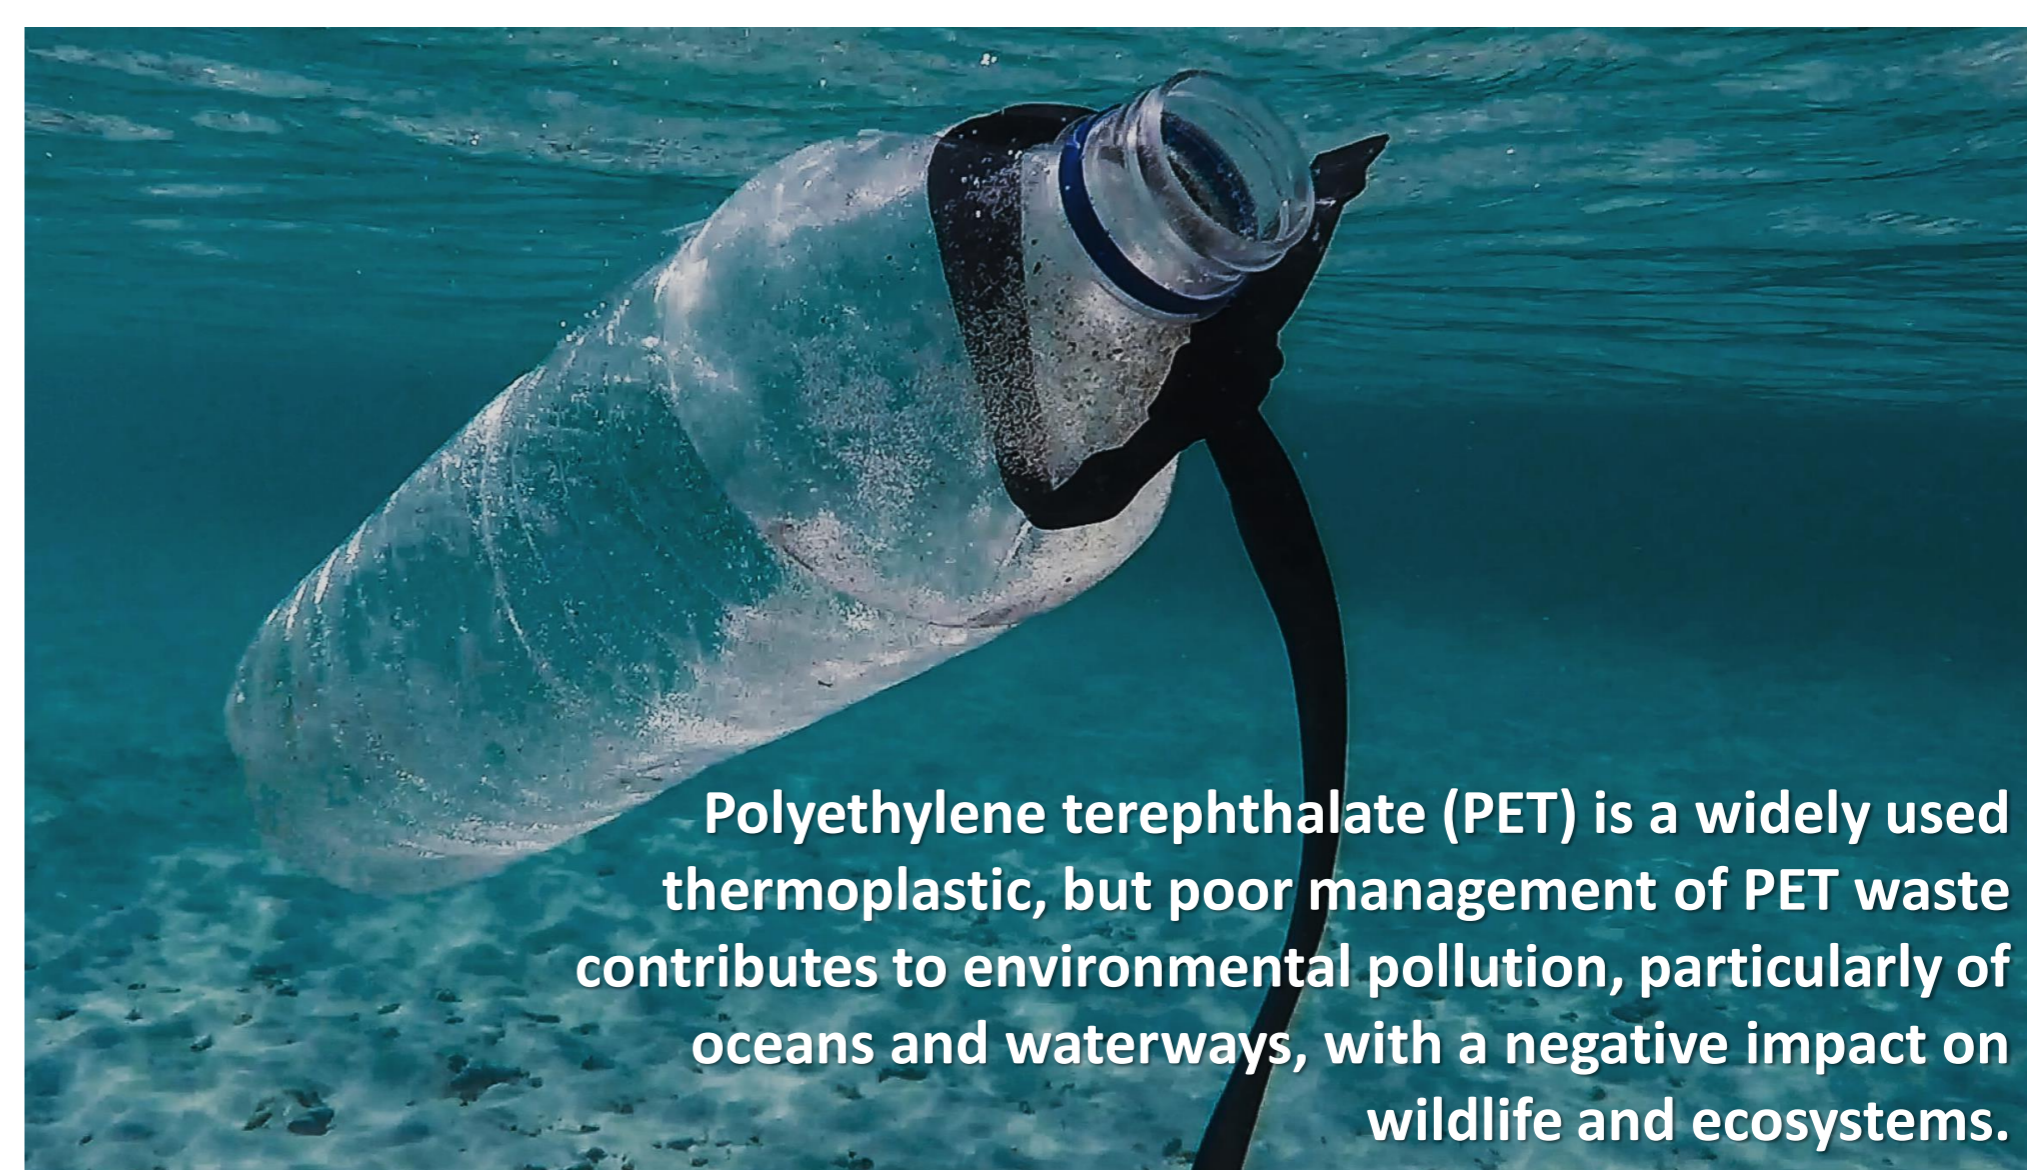 Polyethylene terephthalate (PET) is a widely used
thermoplastic, but poor management of PET waste
contributes to environmental pollution, particularly of
oceans and waterways, with a negative impact on
wildlife and ecosystems.